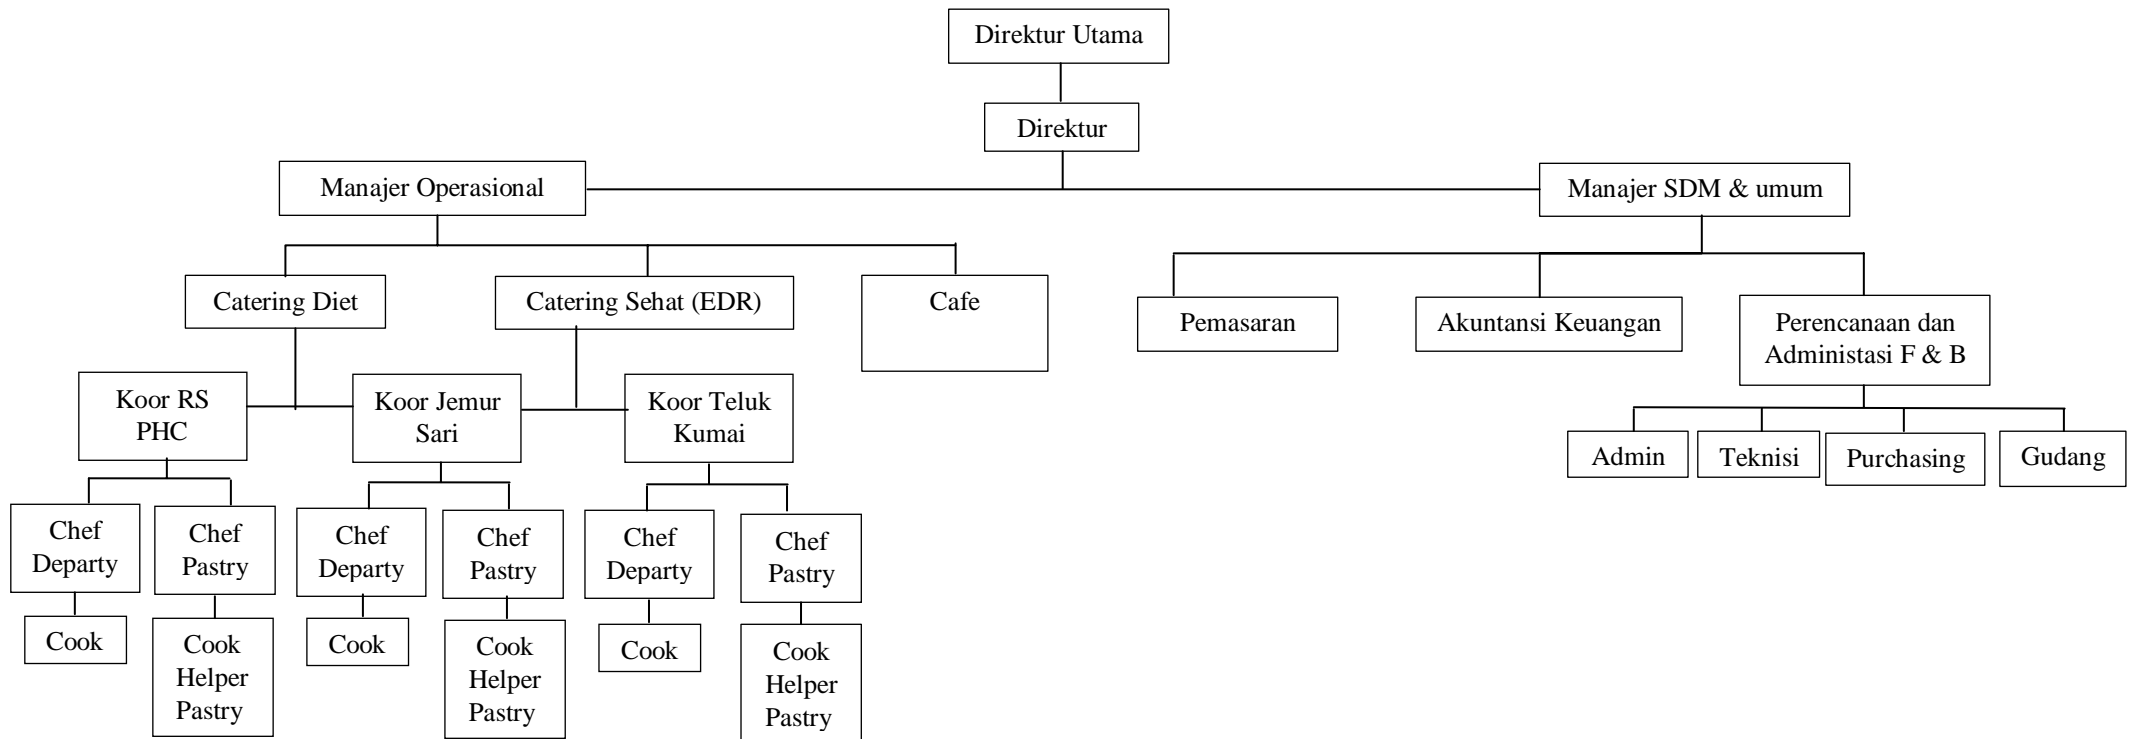 Direktur Utama
Direktur
Manajer Operasional
Manajer SDM & umum
Catering Diet
Catering Sehat (EDR)
Cafe
Pemasaran
Akuntansi Keuangan
Perencanaan dan
Administasi F & B
Koor RS
PHC
Koor Jemur
Sari
Koor Teluk
Kumai
Admin
Teknisi
Purchasing
Gudang
Chef
Departy
Chef
Pastry
Chef
Departy
Chef
Pastry
Chef
Departy
Chef
Pastry
Cook
Cook
Helper
Pastry
Cook
Cook
Helper
Pastry
Cook
Cook
Helper
Pastry